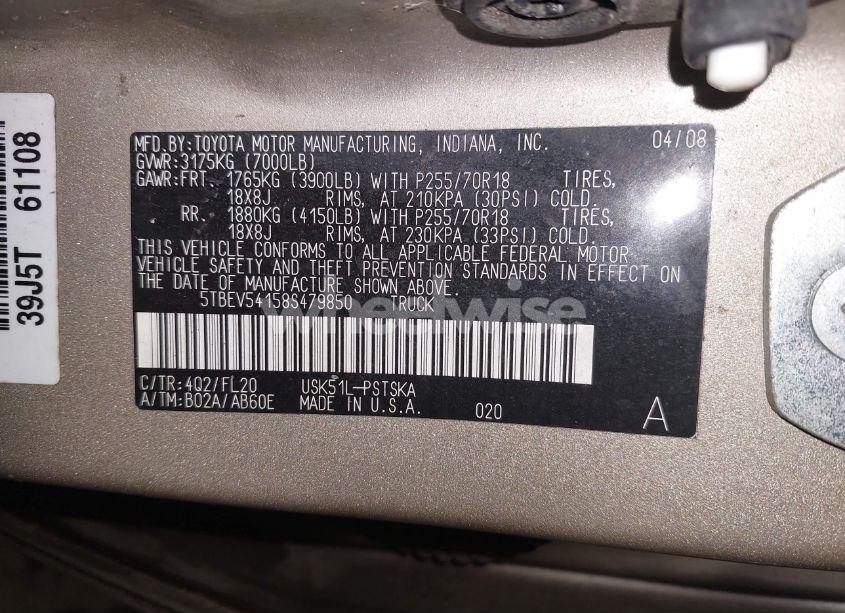 39J5T 61108
MFD.BY:TOYOTA MOTOR MANUFACTURING, INDIANA, INC. 04/08
GVWR:3175KG (7000LB)
GAWR:FRT. 1765KG (3900LB) WITH P255/70R18 TIRES,
18X8J RIMS, AT 210KPA (30PSI) COLD.
RR. 1880KG (4150LB) WITH P255/70R18 TIRES,
18X8J RIMS, AT 230KPA (33PSI) COLD.
THIS VEHICLE CONFORMS TO ALL APPLICABLE FEDERAL MOTOR
VEHICLE SAFETY AND THEFT PREVENTION STANDARDS IN EFFECT ON
THE DATE OF MANUFACTURE SHOWN ABOVE.
5TBEV54158S479850 TRUCK
wheelwise
C/TR:4Q2/FL20 USK51L-PSTSKA
A/TM:B02A/AB60E MADE IN U.S.A. 020 A